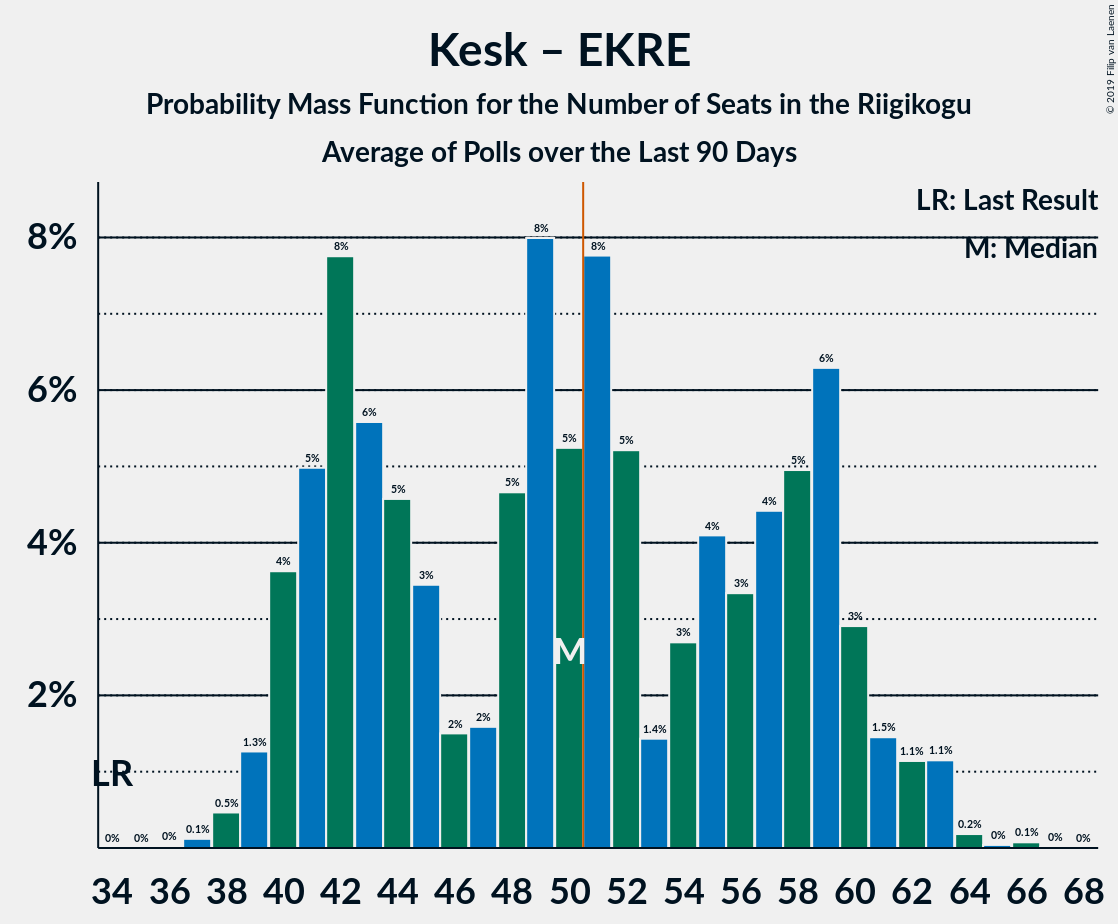 Kesk – EKRE
Probability Mass Function for the Number of Seats in the Riigikogu
Average of Polls over the Last 90 Days
© 2019 Filip van Laenen
LR: Last Result
M: Median
8%
6%
4%
2%
0% 0% 0% 0.1% 0.5% 1.3% 4% 5% 8% 6% 5% 3% 2% 2% 5% 8% 5% 8% 5% 1.4% 3% 4% 3% 4% 5% 6% 3% 1.5% 1.1% 1.1% 0.2% 0% 0.1% 0% 0%
M
LR
34 36 38 40 42 44 46 48 50 52 54 56 58 60 62 64 66 68